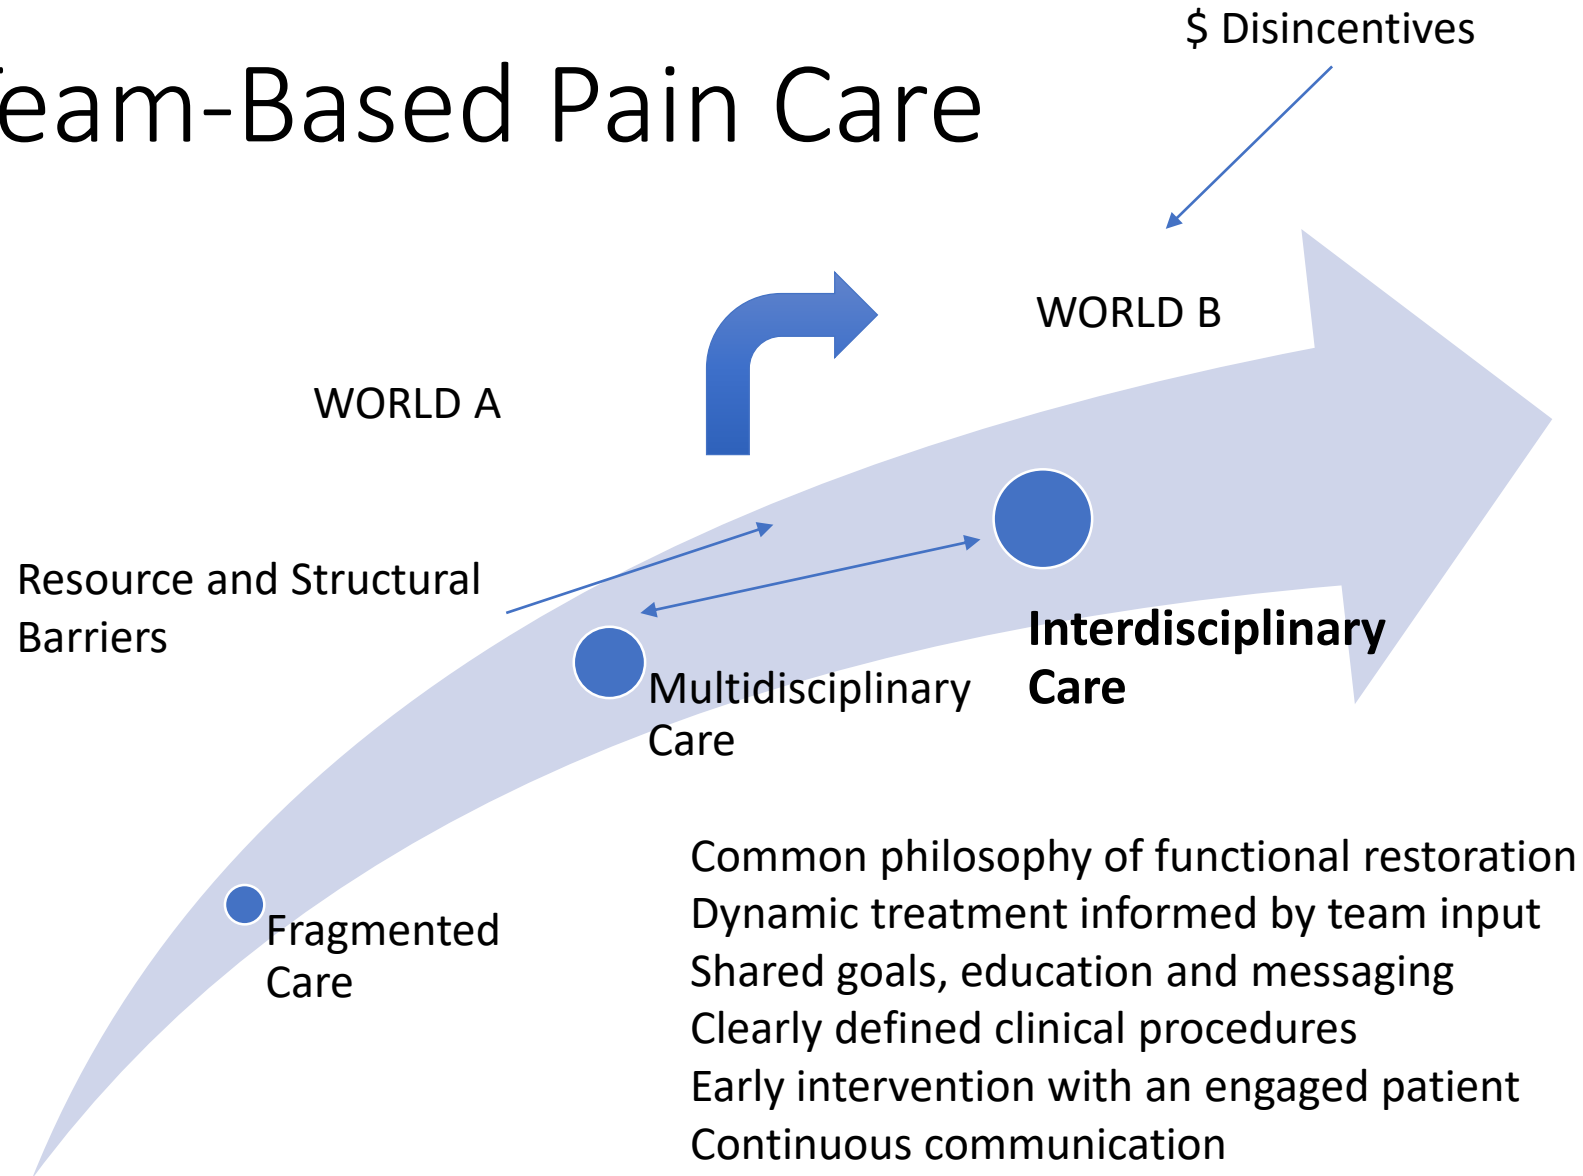 $ Disincentives
eam-Based Pain Care
WORLD B
WORLD A
Resource and Structural
Barriers
Interdisciplinary
Care
Multidisciplinary
Care
Fragmented
Care
Common philosophy of functional restoration
Dynamic treatment informed by team input
Shared goals, education and messaging
Clearly defined clinical procedures
Early intervention with an engaged patient
Continuous communication